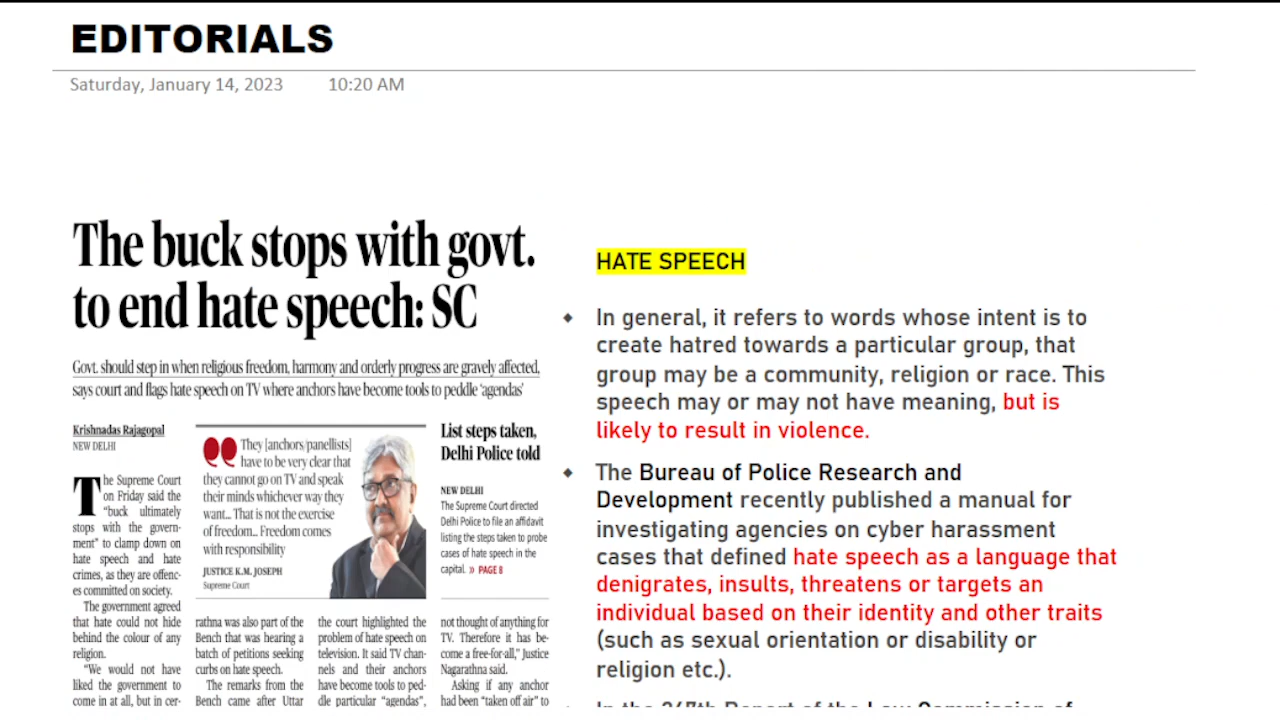 EDITORIALS
Saturday, January 14, 2023 10:20 AM
The buck stops with govt.
to end hate speech: SC
Govt. should step in when religious freedom, harmony and orderly progress are gravely affected,
says court and flags hate speech on TV where anchors have become tools to peddle ‘agendas’
Krishnadas Rajagopal
NEW DELHI
The Supreme Court
on Friday said the
“buck ultimately
stops with the govern-
ment” to clamp down on
hate speech and hate
crimes, as they are offenc-
es committed on society.
The government agreed
that hate could not hide
behind the colour of any
religion.
“We would not have
liked the government to
come in at all, but in cer-
They [anchors/panellists]
have to be very clear that
they cannot go on TV and speak
their minds whichever way they
want... That is not the exercise
of freedom... Freedom comes
with responsibility
JUSTICE K.M. JOSEPH
Supreme Court
rathna was also part of the
Bench that was hearing a
batch of petitions seeking
curbs on hate speech.
The remarks from the
Bench came after Uttar
the court highlighted the
problem of hate speech on
television. It said TV chan-
nels and their anchors
have become tools to ped-
dle particular “agendas”,
List steps taken,
Delhi Police told
NEW DELHI
The Supreme Court directed
Delhi Police to file an affidavit
listing the steps taken to probe
cases of hate speech in the
capital. » PAGE 8
not thought of anything for
TV. Therefore it has be-
come a free-for-all,” Justice
Nagarathna said.
Asking if any anchor
had been “taken off air” to
HATE SPEECH
In general, it refers to words whose intent is to
create hatred towards a particular group, that
group may be a community, religion or race. This
speech may or may not have meaning, but is
likely to result in violence.
The Bureau of Police Research and
Development recently published a manual for
investigating agencies on cyber harassment
cases that defined hate speech as a language that
denigrates, insults, threatens or targets an
individual based on their identity and other traits
(such as sexual orientation or disability or
religion etc.).
In the 267th Report of the Law Commission of